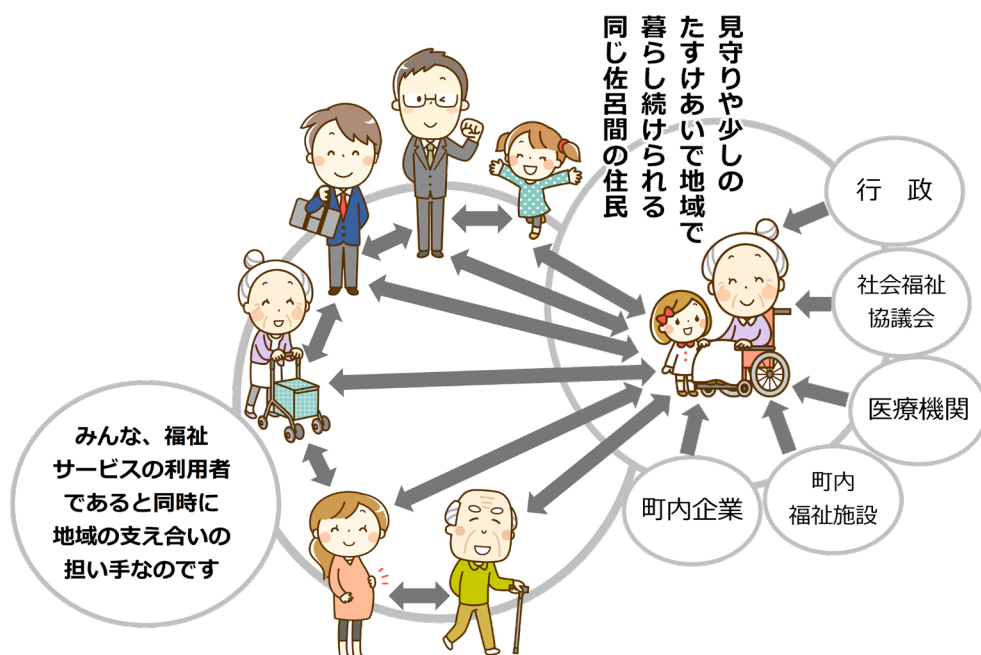 見守りや少しの
たすけあいで地域で
暮らし続けられる
同じ佐呂間の住民
行　政
社会福祉
協議会
医療機関
町内
福祉施設
町内企業
みんな、福祉
サービスの利用者
であると同時に
地域の支え合いの
担い手なのです